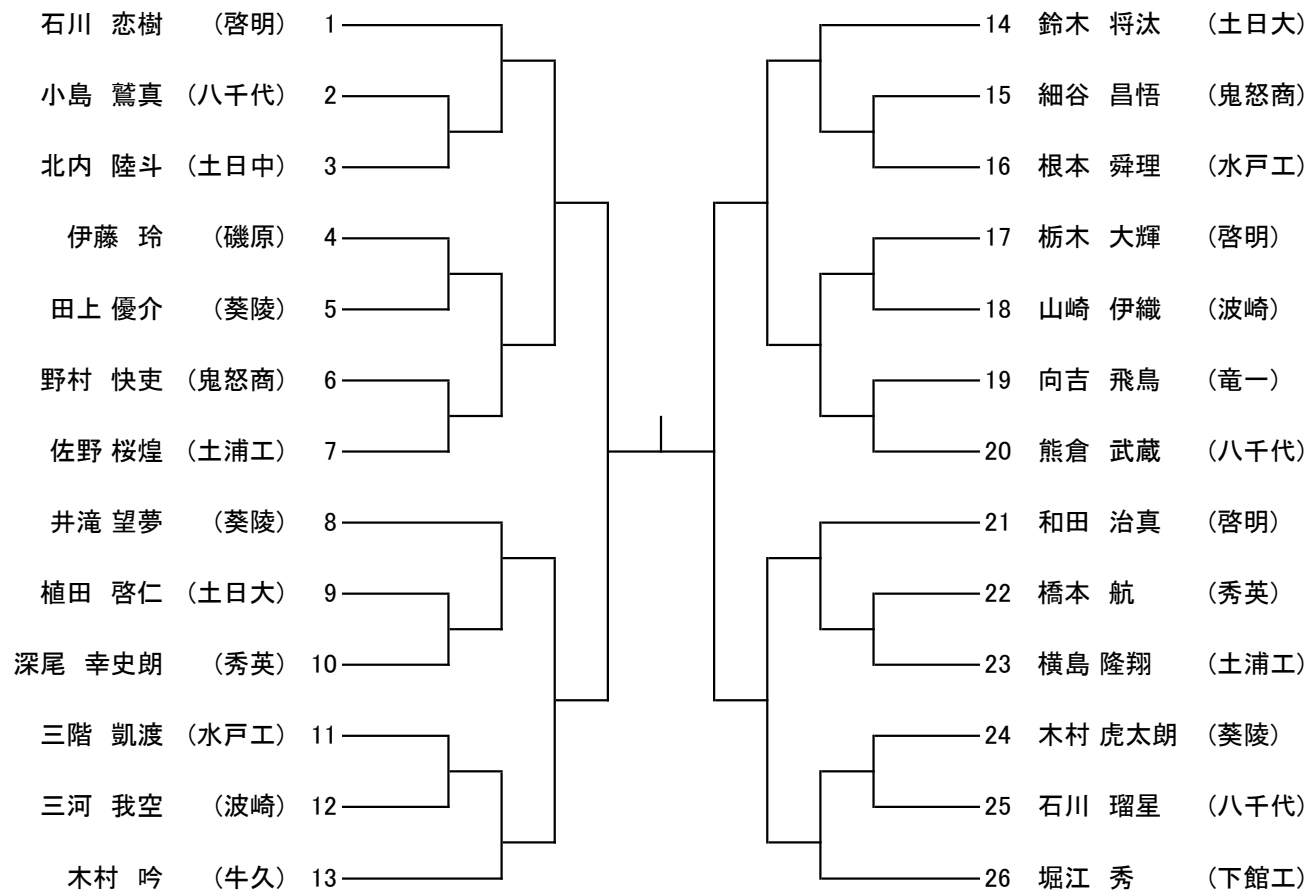 石川 恋樹 (啓明) 1
小島 鷲真 (八千代) 2
北内 陸斗 (土日中) 3
伊藤 玲 (磯原) 4
田上 優介 (葵陵) 5
野村 快吏 (鬼怒商) 6
佐野 桜煌 (土浦工) 7
井滝 望夢 (葵陵) 8
植田 啓仁 (土日大) 9
深尾 幸史朗 (秀英) 10
三階 凱渡 (水戸工) 11
三河 我空 (波崎) 12
木村 吟 (牛久) 13
14 鈴木 将汰 (土日大)
15 細谷 昌悟 (鬼怒商)
16 根本 舜理 (水戸工)
17 栃木 大輝 (啓明)
18 山崎 伊織 (波崎)
19 向吉 飛鳥 (竜一)
20 熊倉 武蔵 (八千代)
21 和田 治真 (啓明)
22 橋本 航 (秀英)
23 横島 隆翔 (土浦工)
24 木村 虎太朗 (葵陵)
25 石川 瑠星 (八千代)
26 堀江 秀 (下館工)